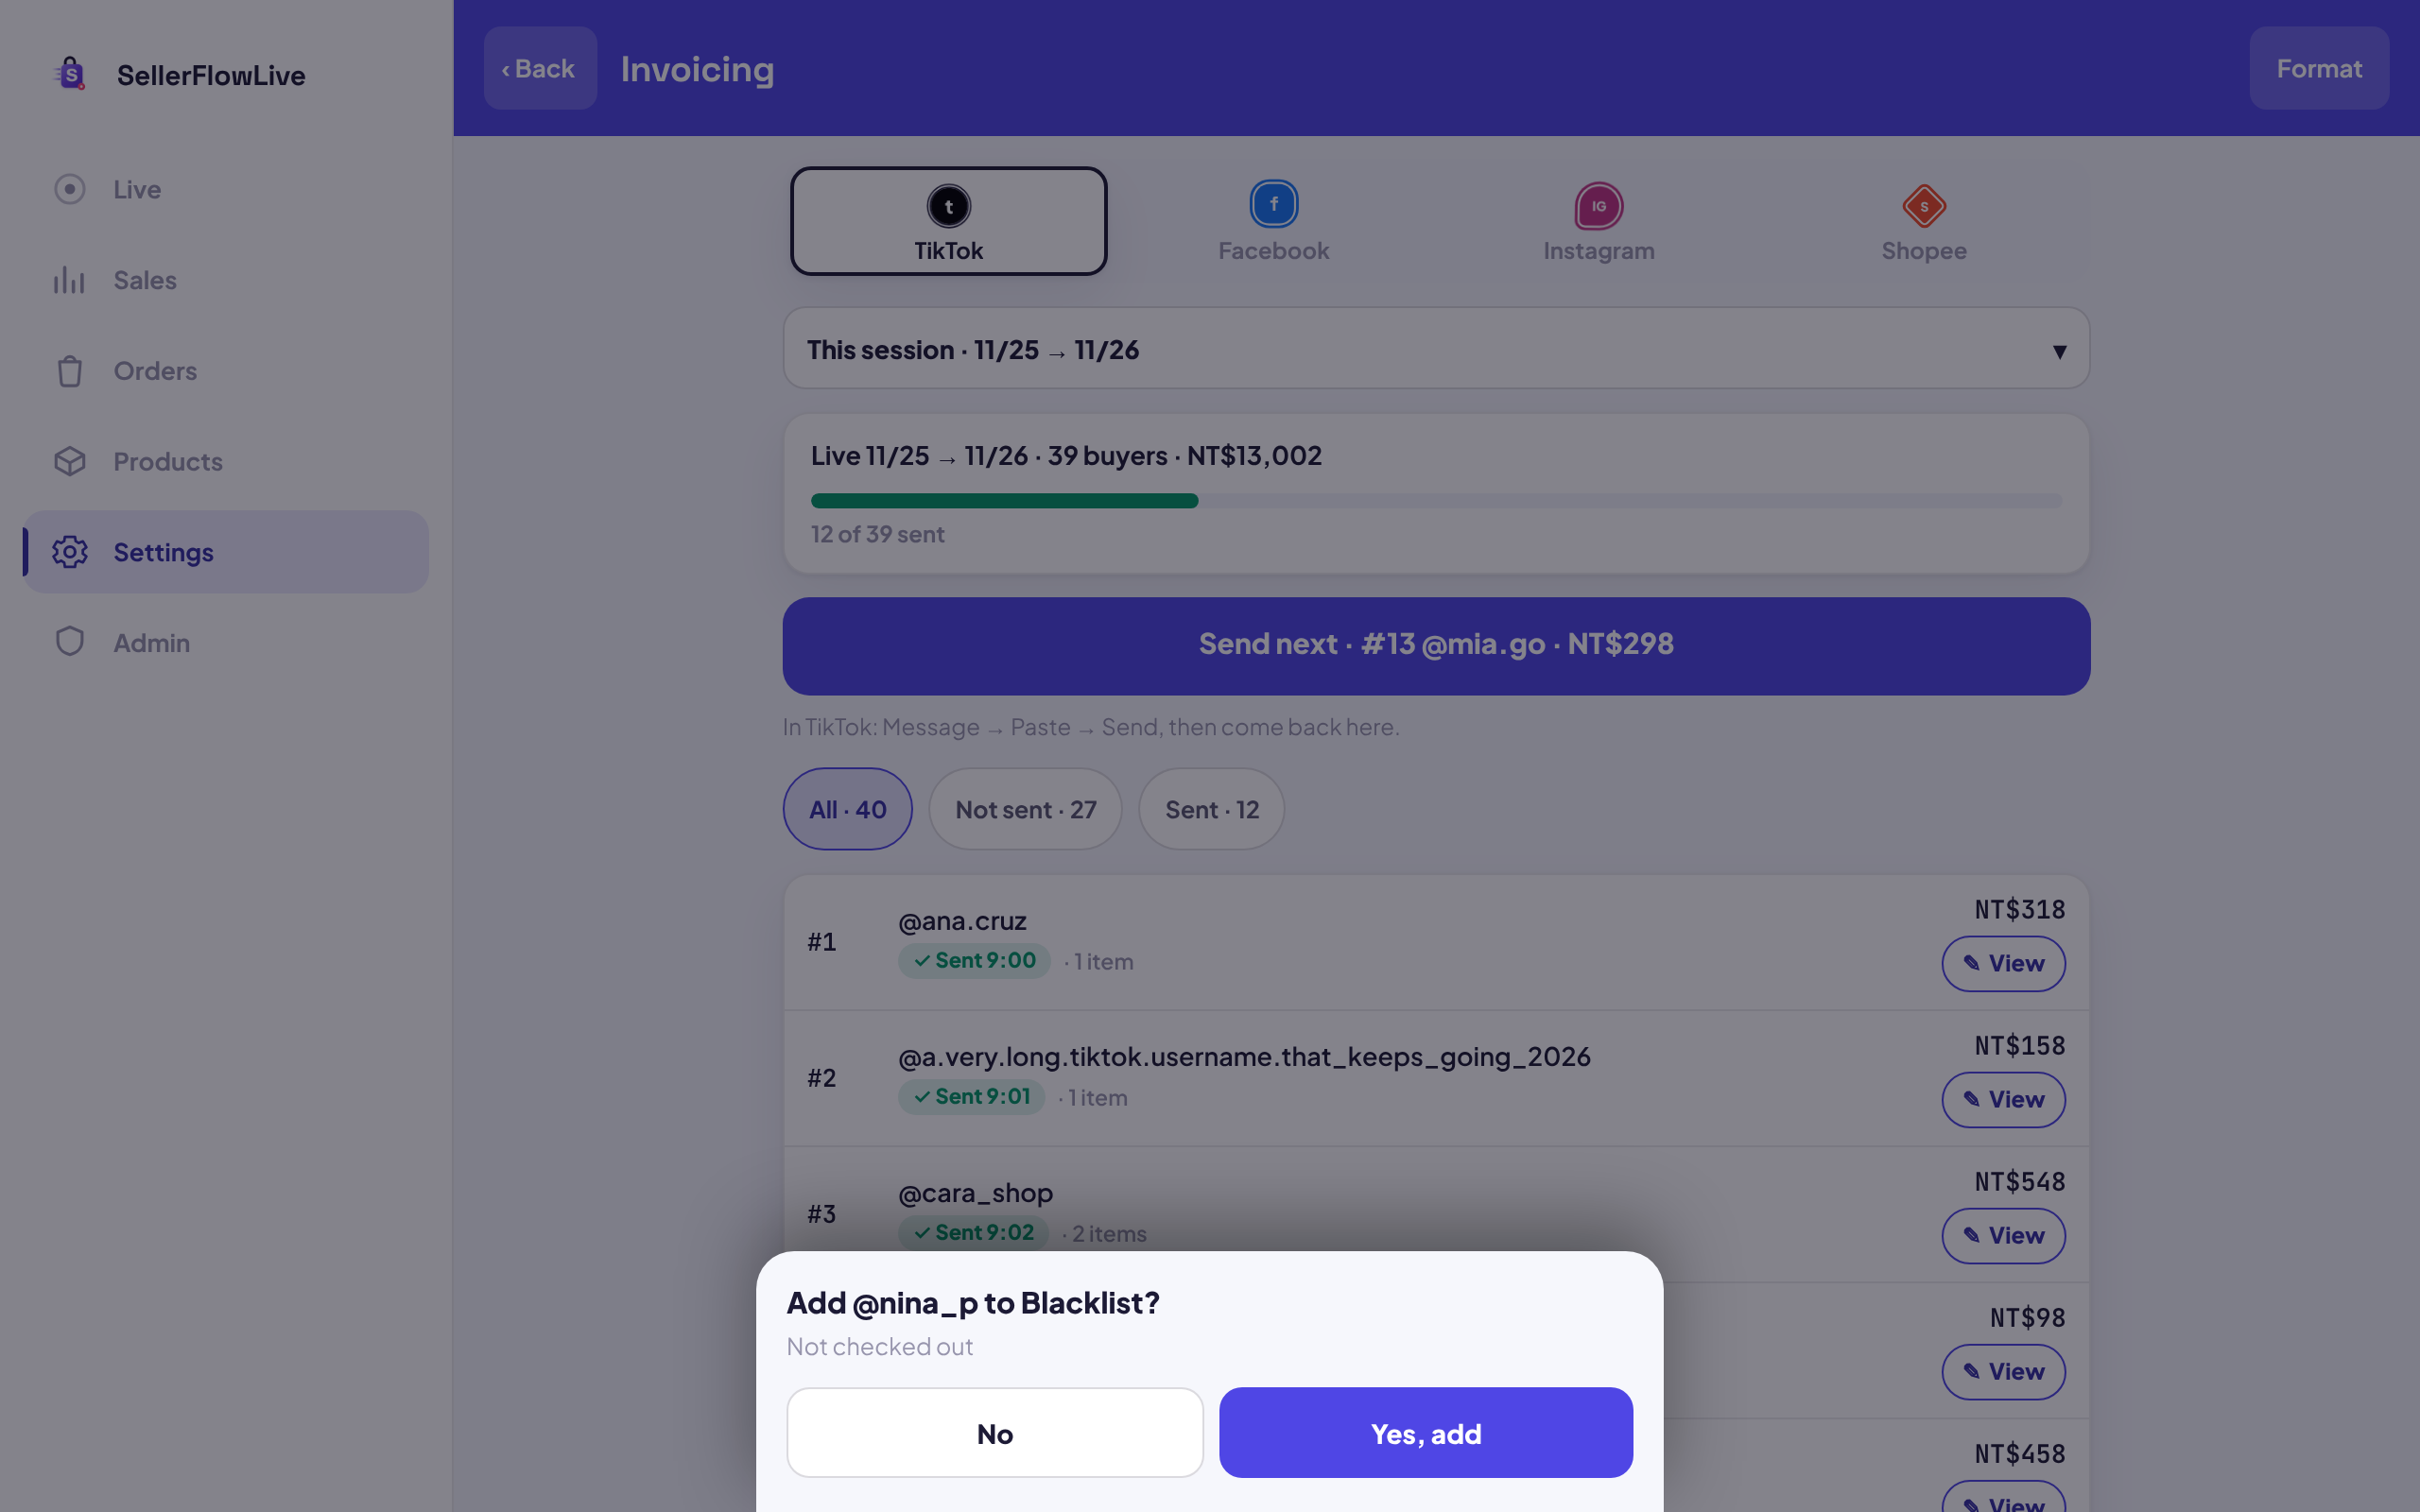 SellerFlowLive
Live
Sales
Orders
Products
Settings
Admin
‹ Back
Invoicing
Format
t
TikTok
f
Facebook
IG
Instagram
S
Shopee
This session · 11/25 → 11/26 ▼
Live 11/25 → 11/26 · 39 buyers · NT$13,002
12 of 39 sent
Send next · #13 @mia.go · NT$298
In TikTok: Message → Paste → Send, then come back here.
All · 40
Not sent · 27
Sent · 12
#1
@ana.cruz
✓ Sent 9:00 · 1 item
NT$318
✎ View
#2
@a.very.long.tiktok.username.that_keeps_going_2026
✓ Sent 9:01 · 1 item
NT$158
✎ View
#3
@cara_shop
✓ Sent 9:02 · 2 items
NT$548
✎ View
NT$98
✎ View
NT$458
✎ View
Add @nina_p to Blacklist?
Not checked out
No
Yes, add